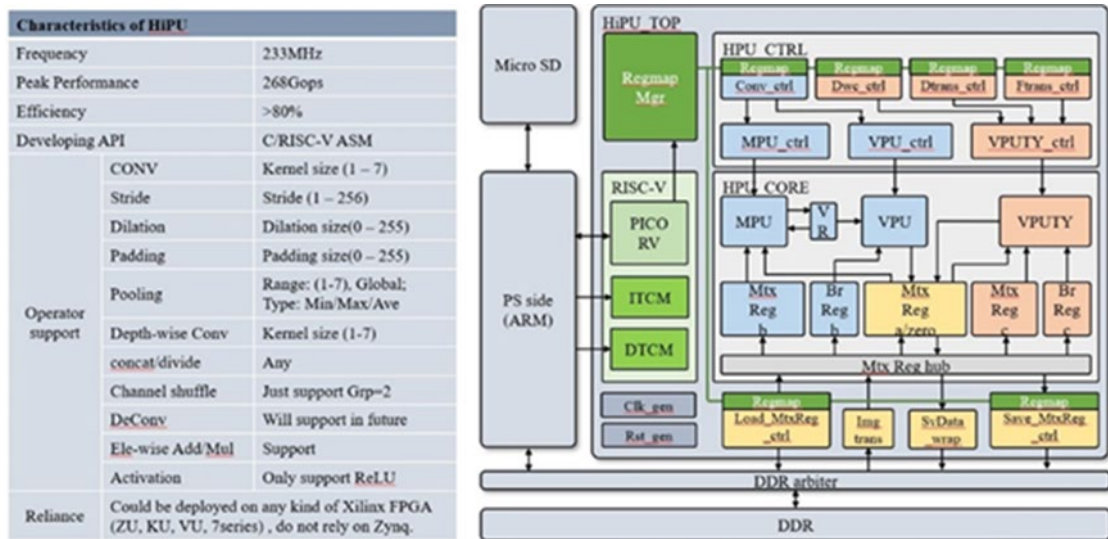 Characteristics of HiPU
Frequency 233MHz
Peak Performance 268Gops
Efficiency >80%
Developing API C/RISC-V ASM
Operator
support
CONV Kernel size (1 – 7)
Stride Stride (1 – 256)
Dilation Dilation size(0 – 255)
Padding Padding size(0 – 255)
Pooling Range: (1-7), Global;
Type: Min/Max/Ave
Depth-wise Conv Kernel size (1-7)
concat/divide Any
Channel shuffle Just support Grp=2
DeConv Will support in future
Ele-wise Add/Mul Support
Activation Only support ReLU
Reliance Could be deployed on any kind of Xilinx FPGA
(ZU, KU, VU, 7series) , do not rely on Zynq.
Micro SD
PS side
(ARM)
HiPU_TOP
Regmap
Mgr
HPU_CTRL
Regmap Regmap Regmap Regmap
Conv_ctrl Dwc_ctrl Dtrans_ctrl Ftrans_ctrl
MPU_ctrl VPU_ctrl VPUTY_ctrl
RISC-V
PICO
RV
ITCM
DTCM
HPU_CORE
MPU
V
R
VPU
VPUTY
Mtx
Reg
b
Br
Reg
b
Mtx
Reg
a/zero
Mtx
Reg
c
Br
Reg
c
Mtx Reg hub
Clk_gen
Rst_gen
Regmap
Load_MtxReg
_ctrl
Img
trans
SvData
_wrap
Regmap
Save_MtxReg
_ctrl
DDR arbiter
DDR